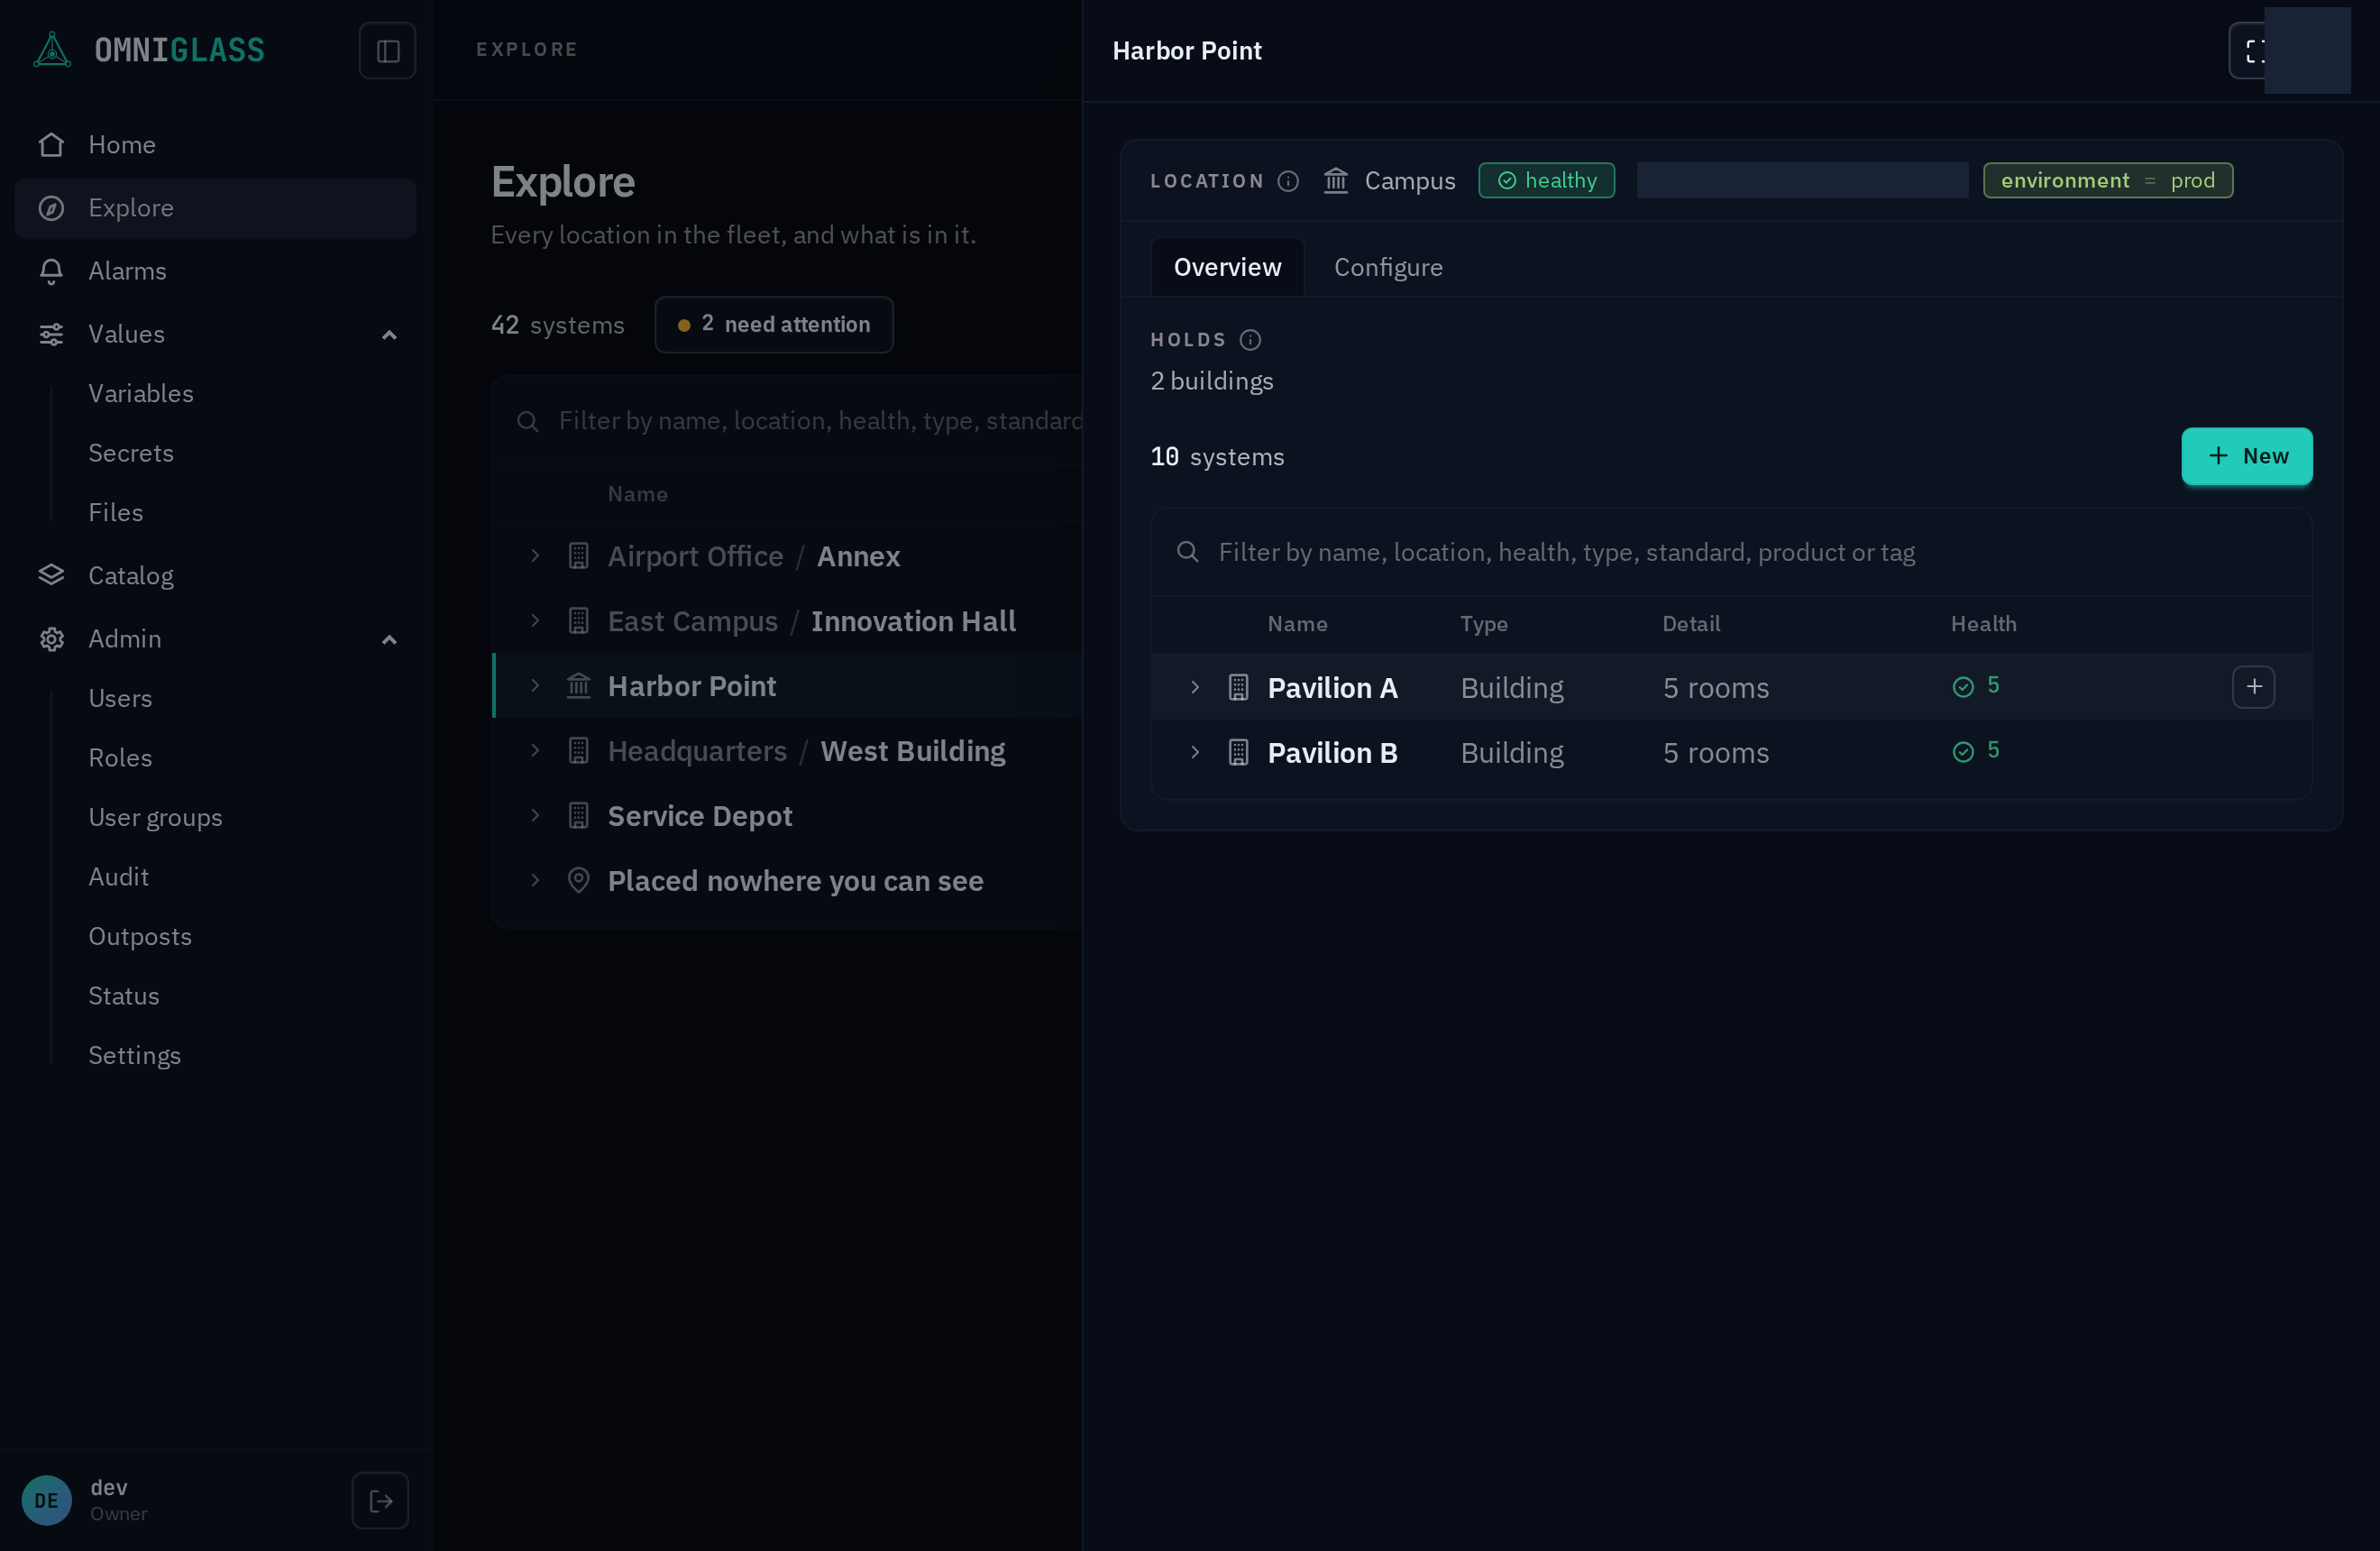 OMNIGLASS
Home
Explore
Alarms
Values
Variables
Secrets
Files
Catalog
Admin
Users
Roles
User groups
Audit
Outposts
Status
Settings
DE
dev
Owner
EXPLORE
Explore
Every location in the fleet, and what is in it.
42 systems
2 need attention
Filter by name, location, health, type, standard
Name
Airport Office / Annex
East Campus / Innovation Hall
Harbor Point
Headquarters / West Building
Service Depot
Placed nowhere you can see
Harbor Point
LOCATION Campus healthy environment = prod
Overview Configure
HOLDS
2 buildings
10 systems
New
Filter by name, location, health, type, standard, product or tag
Name Type Detail Health
Pavilion A Building 5 rooms 5
Pavilion B Building 5 rooms 5